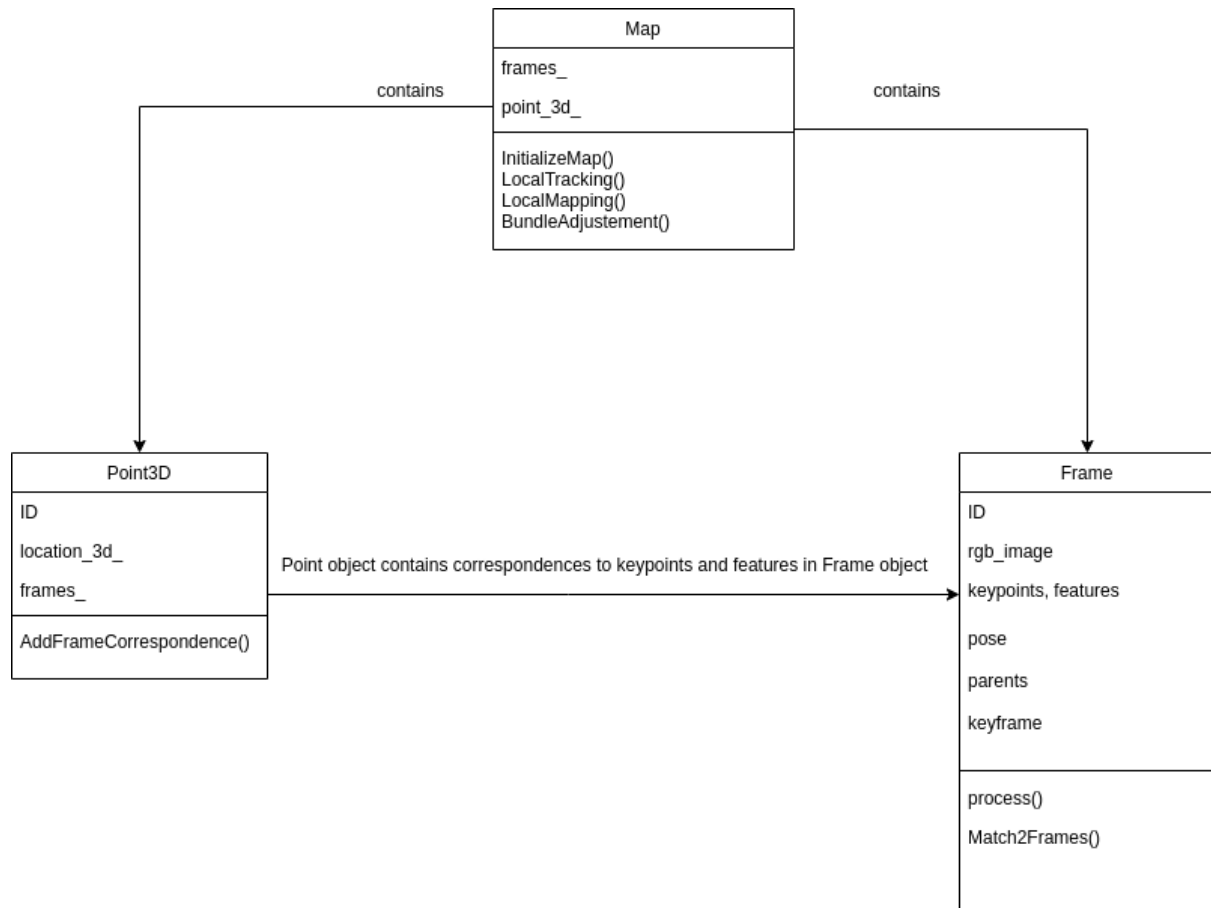 Map
frames_
point_3d_
InitializeMap()
LocalTracking()
LocalMapping()
BundleAdjustement()
contains
contains
Point3D
ID
location_3d_
frames_
AddFrameCorrespondence()
Point object contains correspondences to keypoints and features in Frame object
Frame
ID
rgb_image
keypoints, features
pose
parents
keyframe
process()
Match2Frames()